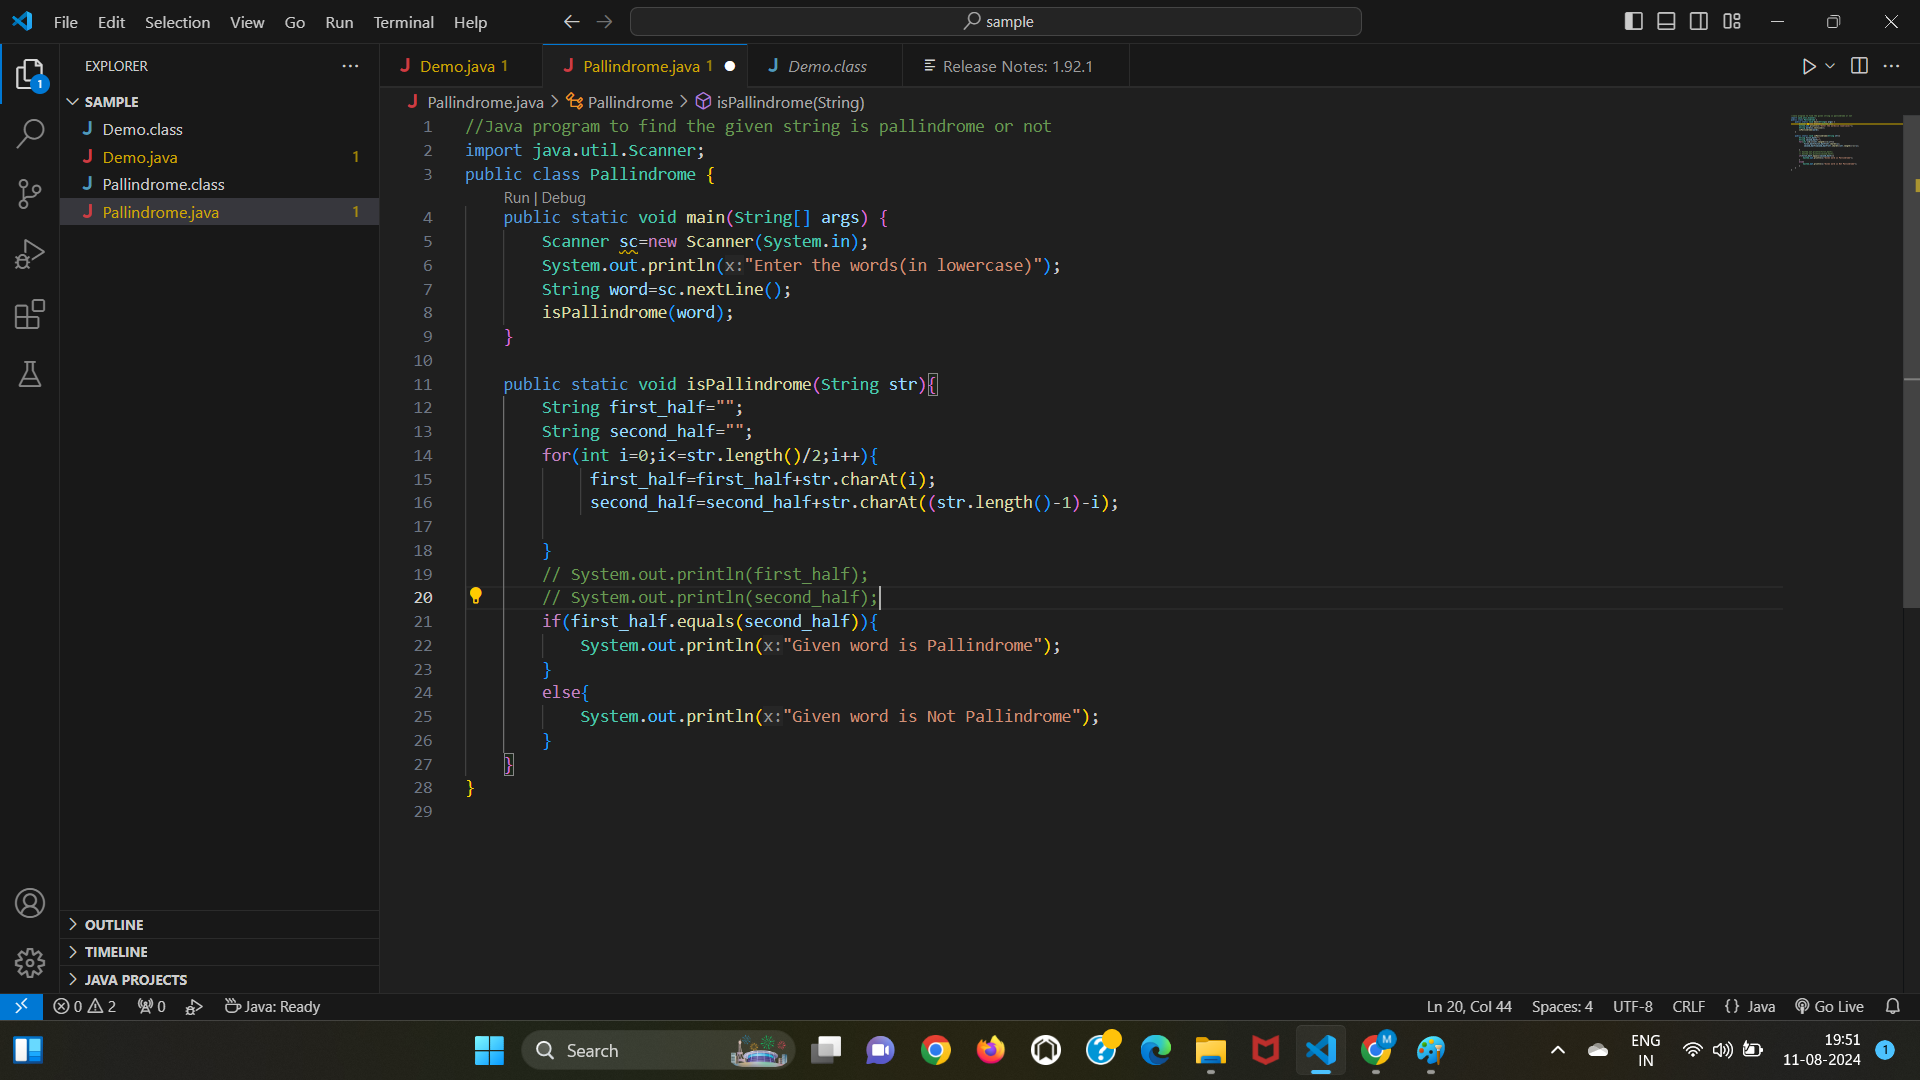 File Edit Selection View Go Run Terminal Help
sample
EXPLORER
SAMPLE
Demo.class
Demo.java 1
Pallindrome.class
Pallindrome.java 1
OUTLINE
TIMELINE
JAVA PROJECTS
Demo.java 1 Pallindrome.java 1 Demo.class Release Notes: 1.92.1
Pallindrome.java > Pallindrome > isPallindrome(String)
1 //Java program to find the given string is pallindrome or not
2 import java.util.Scanner;
3 public class Pallindrome {
Run | Debug
4 public static void main(String[] args) {
5 Scanner sc=new Scanner(System.in);
6 System.out.println(x:"Enter the words(in lowercase)");
7 String word=sc.nextLine();
8 isPallindrome(word);
9 }
10
11 public static void isPallindrome(String str){
12 String first_half="";
13 String second_half="";
14 for(int i=0;i<=str.length()/2;i++){
15 first_half=first_half+str.charAt(i);
16 second_half=second_half+str.charAt((str.length()-1)-i);
17
18 }
19 // System.out.println(first_half);
20 // System.out.println(second_half);
21 if(first_half.equals(second_half)){
22 System.out.println(x:"Given word is Pallindrome");
23 }
24 else{
25 System.out.println(x:"Given word is Not Pallindrome");
26 }
27 }
28 }
29
0 2 0 Java: Ready Ln 20, Col 44 Spaces: 4 UTF-8 CRLF {} Java Go Live
Search
ENG
IN
19:51
11-08-2024
1